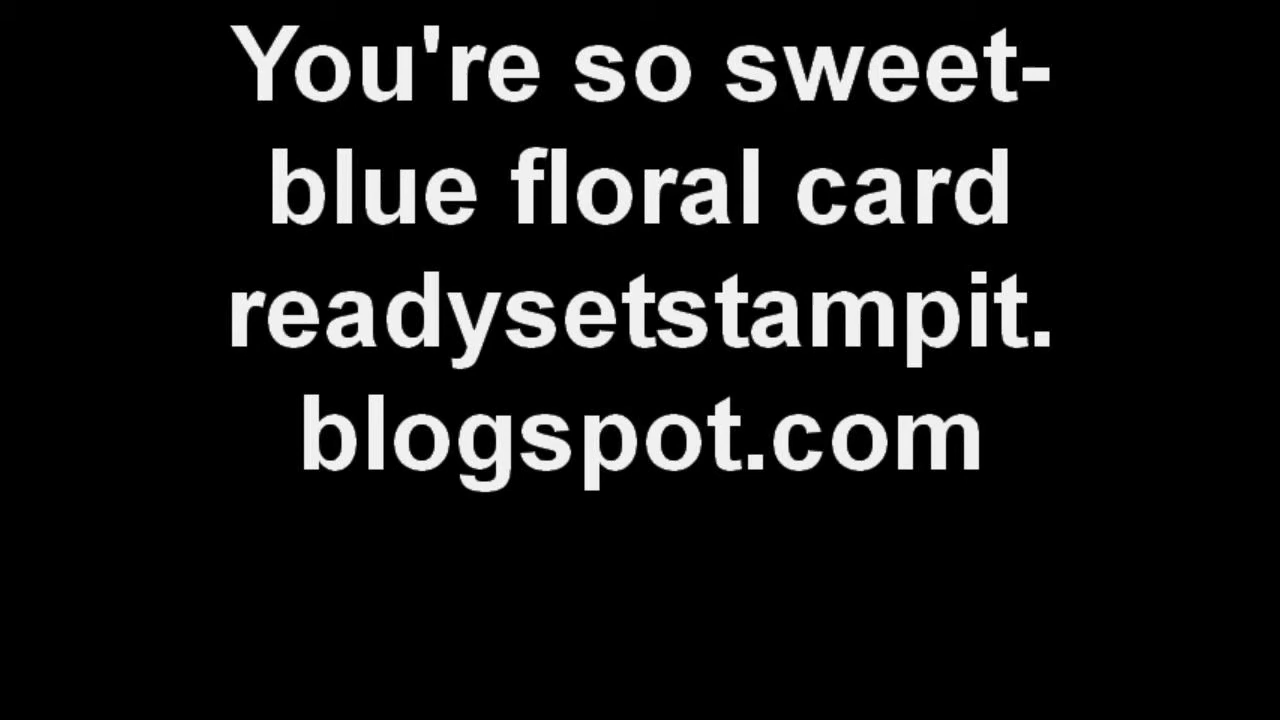 You're so sweet-
blue floral card
readysetstampit.
blogspot.com